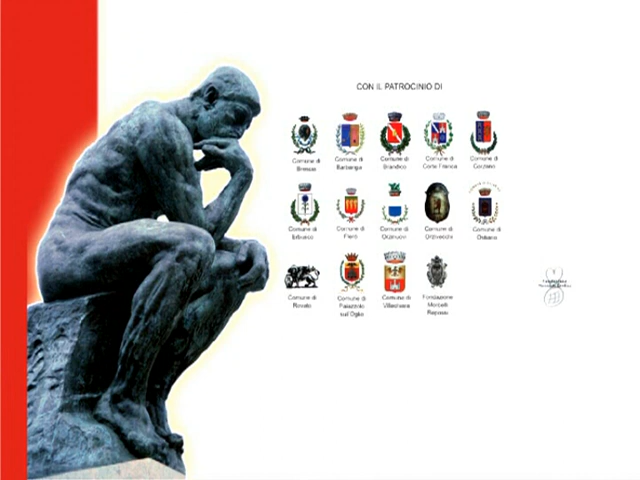 CON IL PATROCINIO DI
Comune di Brescia
Comune di Barbariga
Comune di Brandico
Comune di Corte Franca
Comune di Corzano
Comune di Erbusco
Comune di Flero
Comune di Orzinuovi
Comune di Orzivecchi
Comune di Ospitaletto
Comune di Rovato
Comune di Palazzolo sull'Oglio
Comune di Villachiara
Fondazione Morcelli Repossi